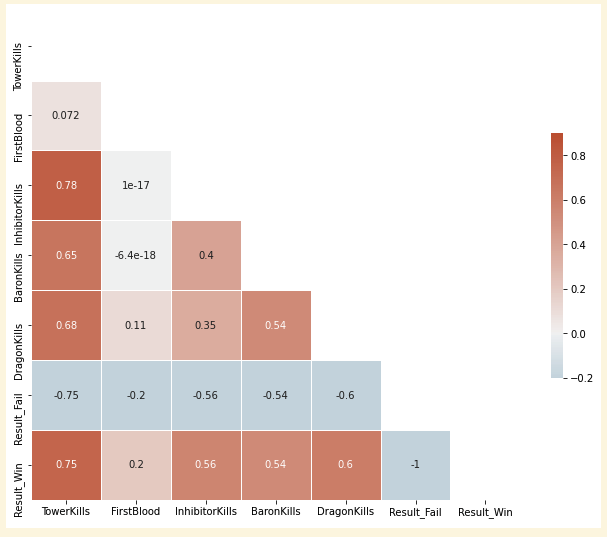 TowerKills
FirstBlood
0.072
InhibitorKills
0.78 1e-17
BaronKills
0.65 -6.4e-18 0.4
DragonKills
0.68 0.11 0.35 0.54
Result_Fail
-0.75 -0.2 -0.56 -0.54 -0.6
Result_Win
0.75 0.2 0.56 0.54 0.6 -1
TowerKills FirstBlood InhibitorKills BaronKills DragonKills Result_Fail Result_Win
0.8
0.6
0.4
0.2
0.0
−0.2